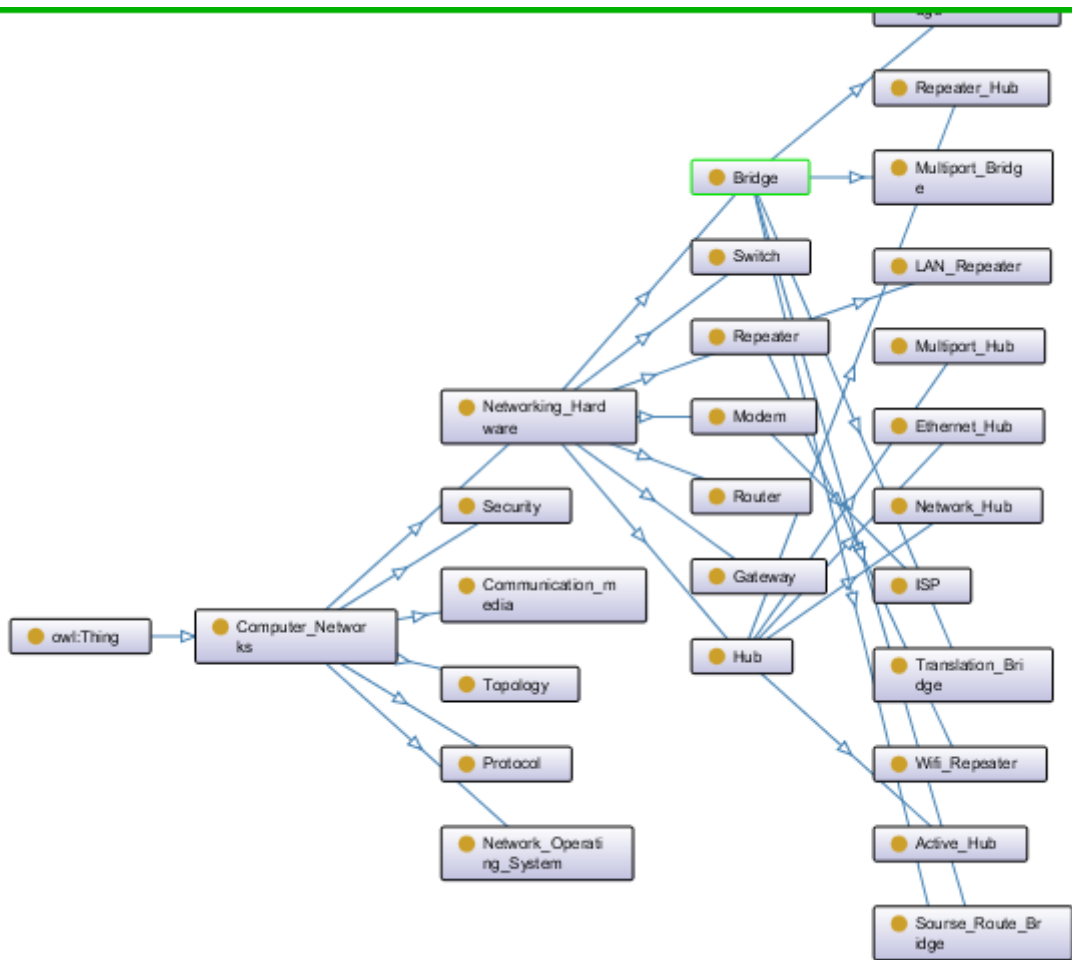 owl:Thing
Computer_Networ
ks
Networking_Hard
ware
Security
Communication_m
edia
Topology
Protocol
Network_Operati
ng_System
Bridge
Switch
Repeater
Modem
Router
Gateway
Hub
Repeater_Hub
Multiport_Bridg
e
LAN_Repeater
Multiport_Hub
Ethernet_Hub
Network_Hub
ISP
Translation_Bri
dge
Wifi_Repeater
Active_Hub
Sourse_Route_Br
idge